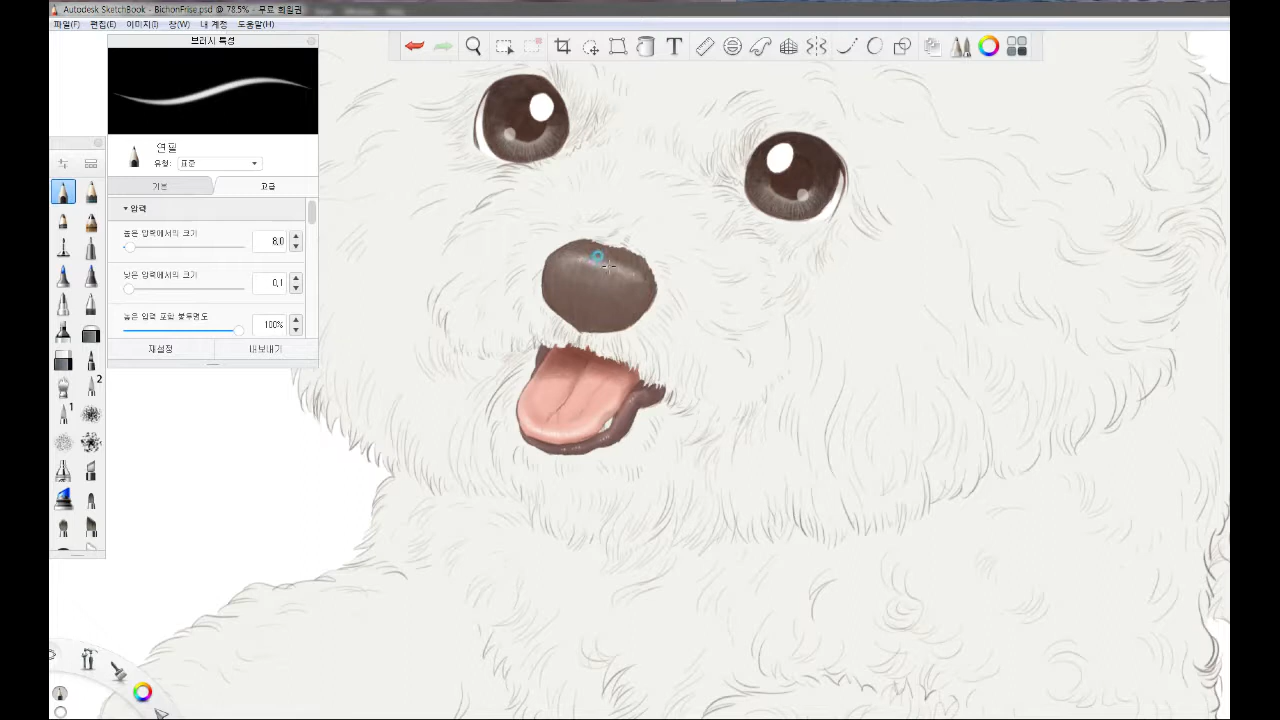 Autodesk SketchBook - BichonFrise.psd @ 78.5% - 무료 회원권
파일(F) 편집(E) 이미지(I) 창(W) 내 계정 도움말(H)
브러시 특성
T
연필
유형: 표준
기본 고급
압력
높은 압력에서의 크기
8.0
낮은 압력에서의 크기
0.1
높은 압력 포함 불투명도
100%
재설정 내보내기
2
1